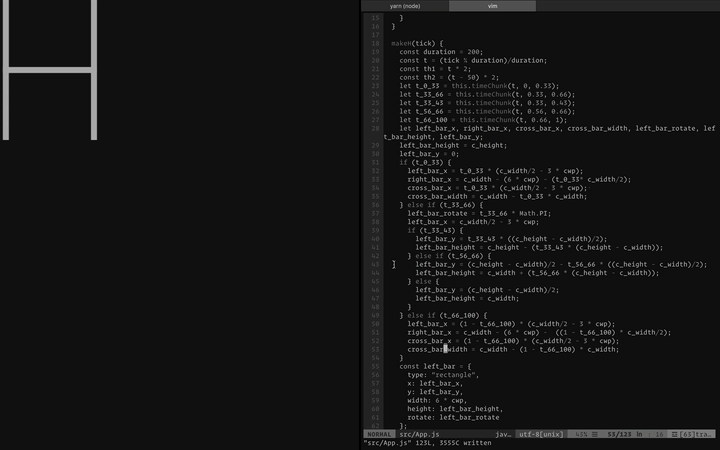 H
yarn (node)
vim
15 }
16 }
17
18 makeH(tick) {
19 const duration = 200;
20 const t = (tick % duration)/duration;
21 const th1 = t * 2;
22 const th2 = (t - 50) * 2;
23 let t_0_33 = this.timeChunk(t, 0, 0.33);
24 let t_33_66 = this.timeChunk(t, 0.33, 0.66);
25 let t_33_43 = this.timeChunk(t, 0.33, 0.43);
26 let t_56_66 = this.timeChunk(t, 0.56, 0.66);
27 let t_66_100 = this.timeChunk(t, 0.66, 1);
28 let left_bar_x, right_bar_x, cross_bar_x, cross_bar_width, left_bar_rotate, lef
t_bar_height, left_bar_y;
29 left_bar_height = c_height;
30 left_bar_y = 0;
31 if (t_0_33) {
32 left_bar_x = t_0_33 * (c_width/2 - 3 * cwp);
33 right_bar_x = c_width - (6 * cwp) - (t_0_33* c_width/2);
34 cross_bar_x = t_0_33 * (c_width/2 - 3 * cwp);
35 cross_bar_width = c_width - t_0_33 * c_width;
36 } else if (t_33_66) {
37 left_bar_rotate = t_33_66 * Math.PI;
38 left_bar_x = c_width/2 - 3 * cwp;
39 if (t_33_43) {
40 left_bar_y = t_33_43 * ((c_height - c_width)/2);
41 left_bar_height = c_height - (t_33_43 * (c_height - c_width));
42 } else if (t_56_66) {
43 left_bar_y = (c_height - c_width)/2 - t_56_66 * ((c_height - c_width)/2);
44 left_bar_height = c_width + (t_56_66 * (c_height - c_width));
45 } else {
46 left_bar_y = (c_height - c_width)/2;
47 left_bar_height = c_width;
48 }
49 } else if (t_66_100) {
50 left_bar_x = (1 - t_66_100) * (c_width/2 - 3 * cwp);
51 right_bar_x = c_width - (6 * cwp) - ((1 - t_66_100) * c_width/2);
52 cross_bar_x = (1 - t_66_100) * (c_width/2 - 3 * cwp);
53 cross_bar_width = c_width - (1 - t_66_100) * c_width;
54 }
55 const left_bar = {
56 type: "rectangle",
57 x: left_bar_x,
58 y: left_bar_y,
59 width: 6 * cwp,
60 height: left_bar_height,
61 rotate: left_bar_rotate
62 };
NORMAL src/App.js jav… utf-8[unix] 43% ☰ 53/123 ln : 16 ☲ [63]tra…
"src/App.js" 123L, 3555C written